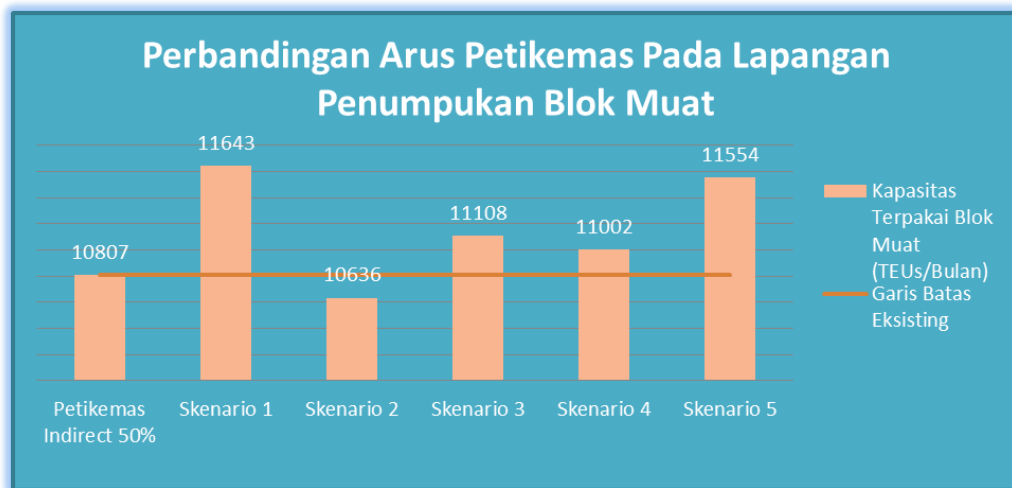 Perbandingan Arus Petikemas Pada Lapangan
Penumpukan Blok Muat
11643
11554
11108
11002
10807
10636
Kapasitas
Terpakai Blok
Muat
(TEUs/Bulan)
Garis Batas
Eksisting
Petikemas
Indirect 50%
Skenario 1
Skenario 2
Skenario 3
Skenario 4
Skenario 5